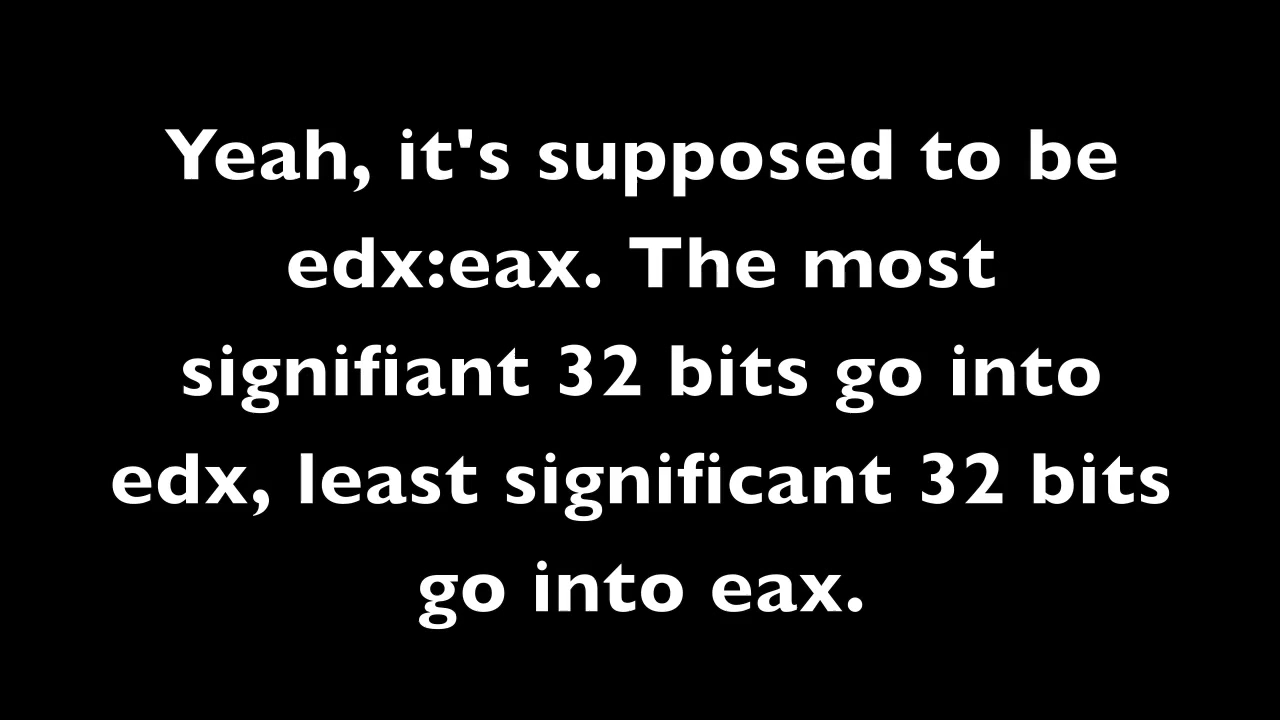 Yeah, it's supposed to be
edx:eax. The most
signifiant 32 bits go into
edx, least significant 32 bits
go into eax.